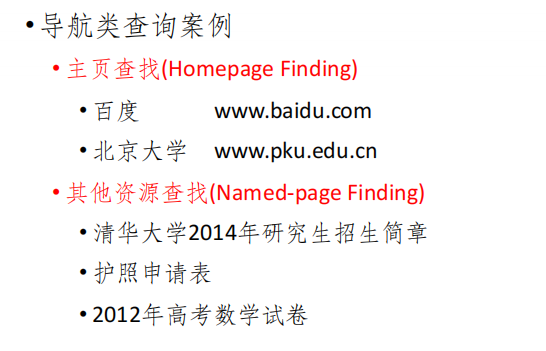 • 导航类查询案例
• 主页查找(Homepage Finding)
• 百度 www.baidu.com
• 北京大学 www.pku.edu.cn
• 其他资源查找(Named-page Finding)
• 清华大学2014年研究生招生简章
• 护照申请表
• 2012年高考数学试卷